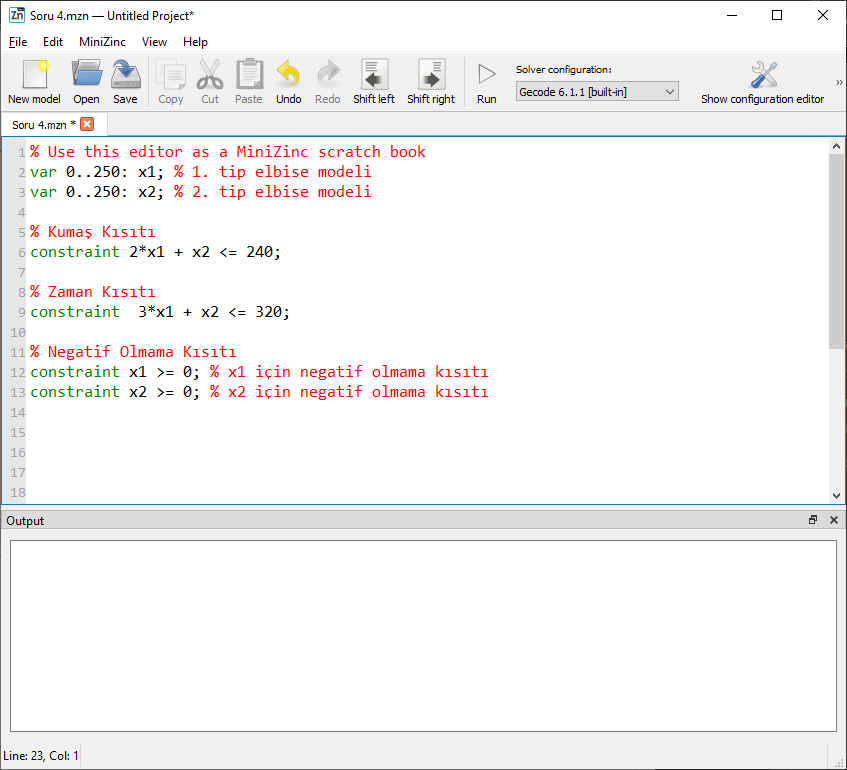 Soru 4.mzn — Untitled Project*
File Edit MiniZinc View Help
New model Open Save Copy Cut Paste Undo Redo Shift left Shift right Run Solver configuration: Gecode 6.1.1 [built-in] Show configuration editor »
Soru 4.mzn *
1 % Use this editor as a MiniZinc scratch book
2 var 0..250: x1; % 1. tip elbise modeli
3 var 0..250: x2; % 2. tip elbise modeli
4
5 % Kumaş Kısıtı
6 constraint 2*x1 + x2 <= 240;
7
8 % Zaman Kısıtı
9 constraint  3*x1 + x2 <= 320;
10
11 % Negatif Olmama Kısıtı
12 constraint x1 >= 0; % x1 için negatif olmama kısıtı
13 constraint x2 >= 0; % x2 için negatif olmama kısıtı
14
15
16
17
18
Output
Line: 23, Col: 1